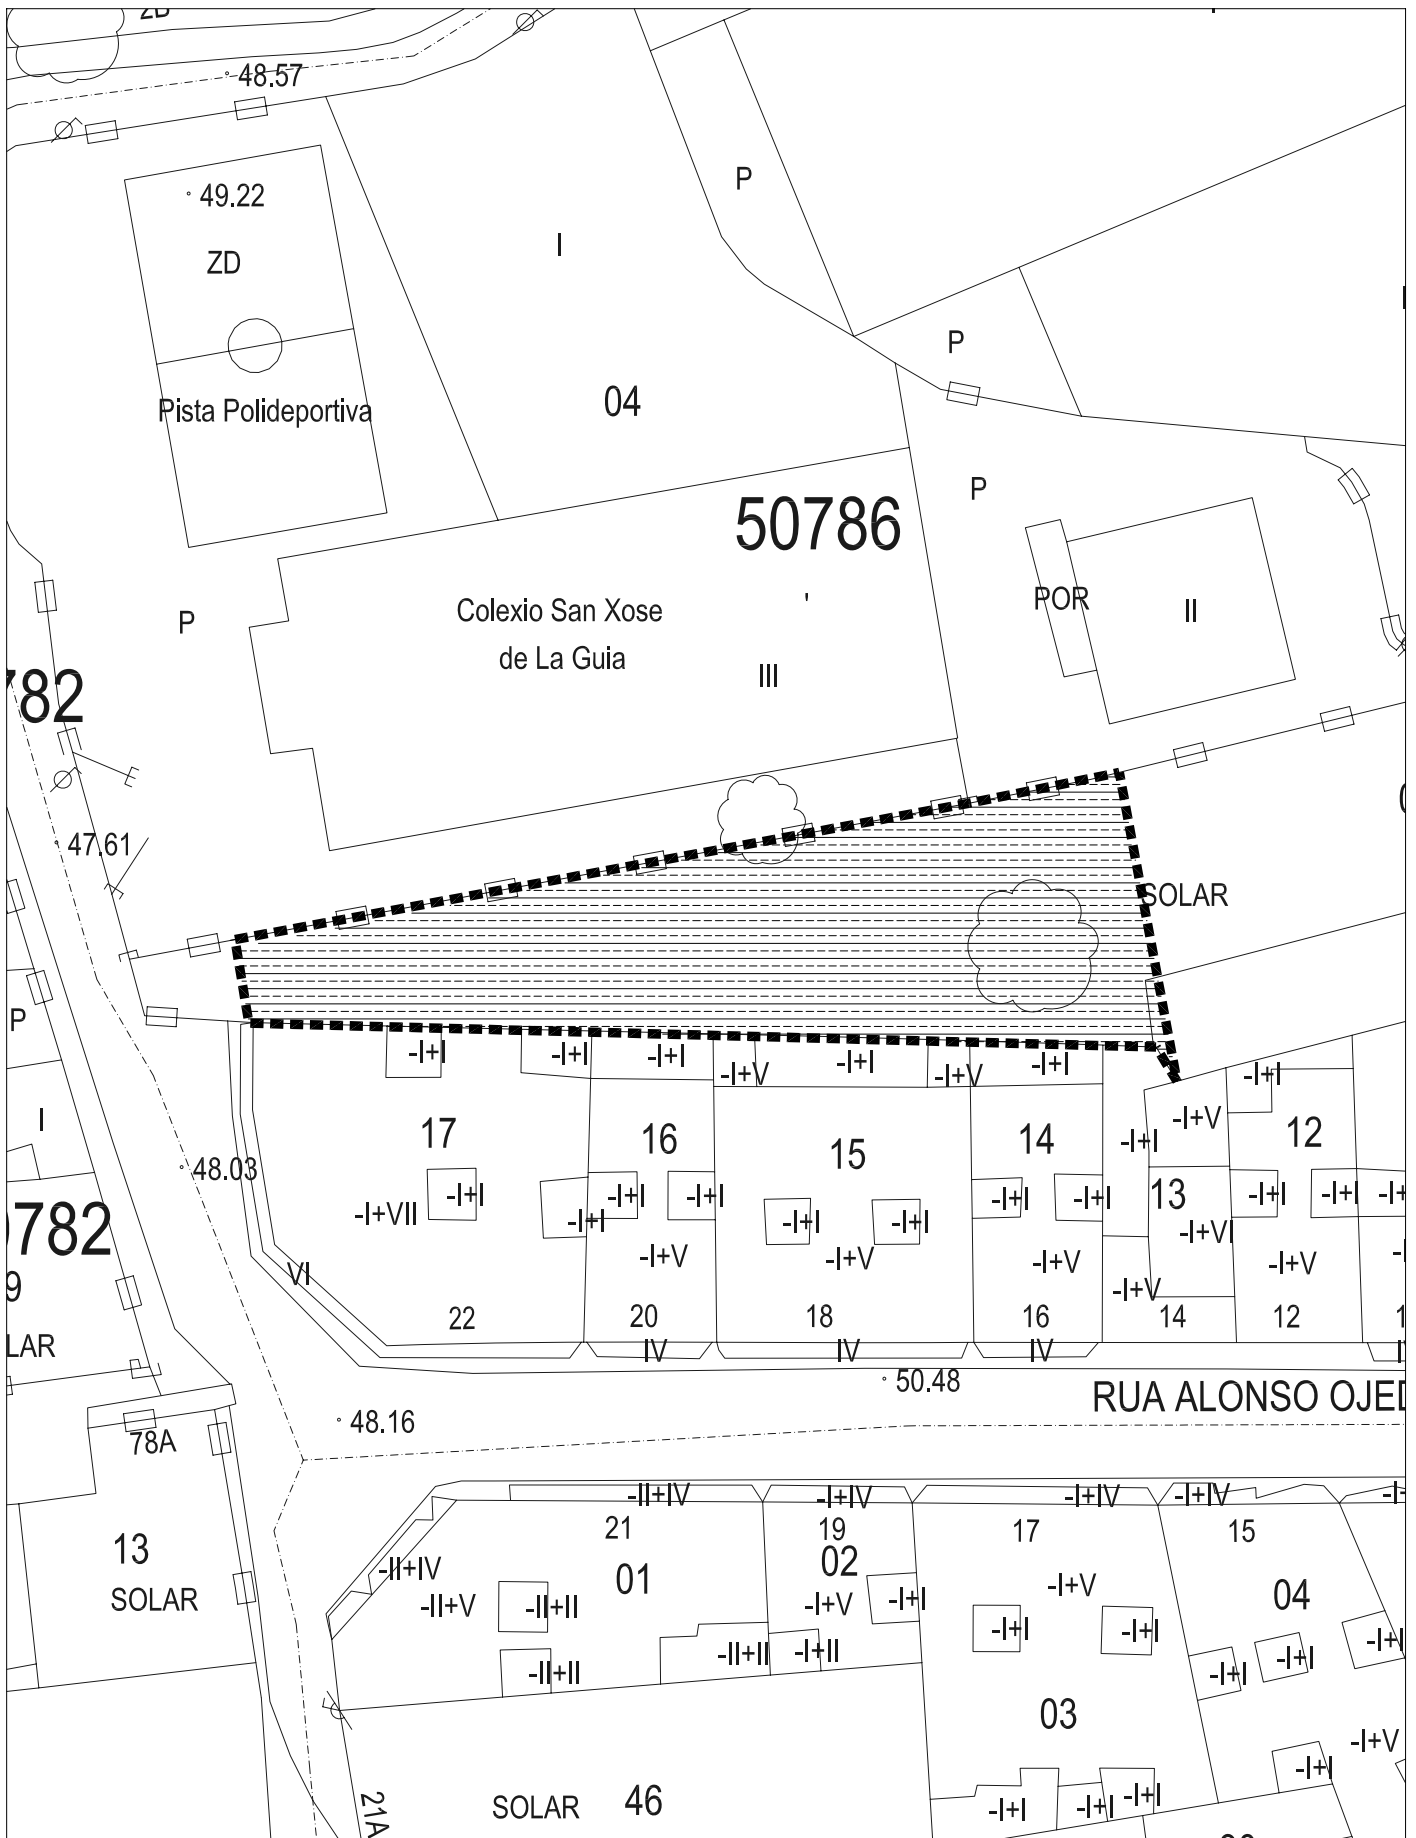 48.57
49.22
ZD
P
I
P
Pista Polideportiva
04
P
50786
Colexio San Xose
de La Guia
P
POR
II
III
782
47.61
SOLAR
P
-I+I
-I+I
-I+I
-I+V
-I+I
-I+V
-I+I
-I+I
I
17
16
15
14
-I+I
-I+V
12
48.03
-I+VII
-I+I
-I+I
-I+I
-I+I
-I+I
-I+I
-I+I
-I+I
13
-I+I
-I+I
782
-I+V
-I+V
-I+V
-I+VI
-I+V
VI
-I+V
9
22
20
18
16
14
12
LAR
IV
IV
IV
50.48
RUA ALONSO OJED
48.16
78A
-II+IV
-I+IV
-I+IV
-I+IV
21
19
17
15
13
SOLAR
-II+IV
-II+V
01
02
-I+V
-I+I
-I+V
04
-II+II
-I+I
-I+I
-II+II
-II+II
-I+II
-I+I
-I+I
-I+I
03
-I+V
-I+I
21A
SOLAR
46
-I+I
-I+I
-I+I